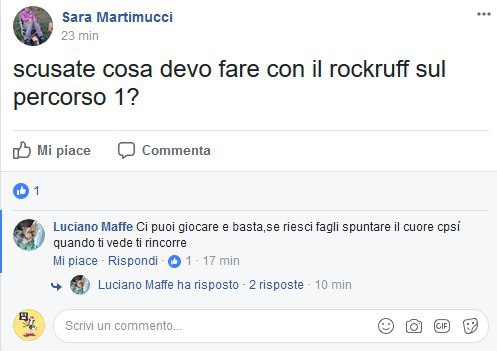 Sara Martimucci
23 min
scusate cosa devo fare con il rockruff sul
percorso 1?
Mi piace Commenta
1
Luciano Maffe Ci puoi giocare e basta,se riesci fagli spuntare il cuore cpsí
quando ti vede ti rincorre
Mi piace · Rispondi · 1 · 17 min
Luciano Maffe ha risposto · 2 risposte · 10 min
Scrivi un commento...
GIF